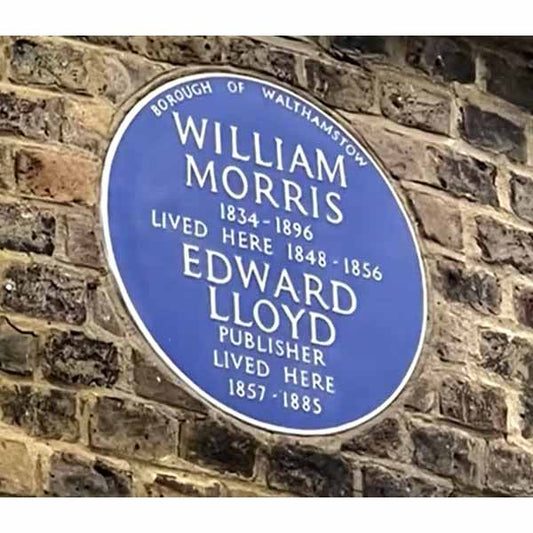 BOROUGH OF WALTHAMSTOW
WILLIAM
MORRIS
1834-1896
LIVED HERE 1848-1856
EDWARD
LLOYD
PUBLISHER
LIVED HERE
1857-1885